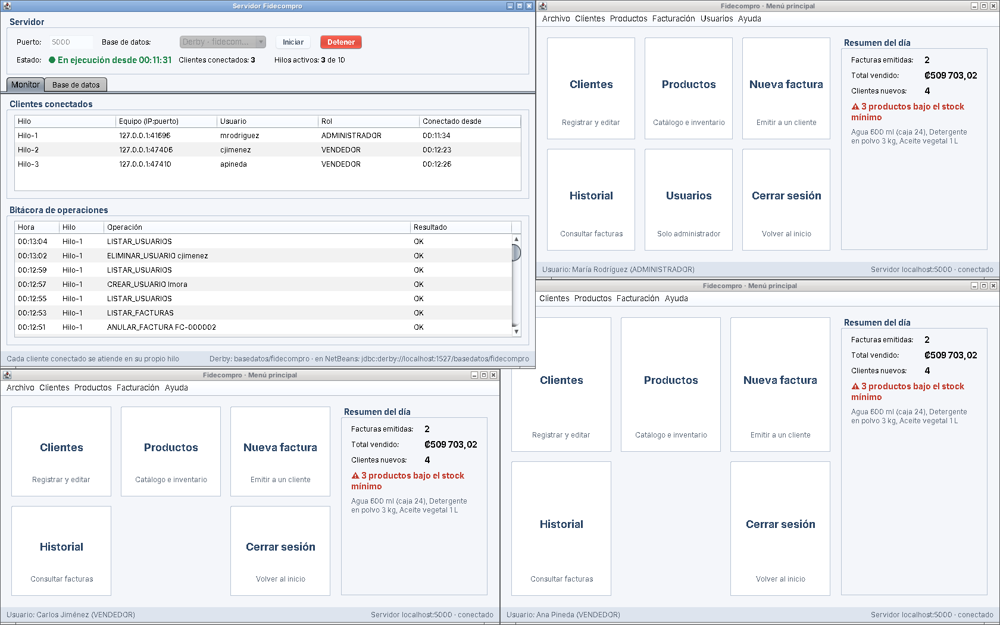 Servidor Fidecompro
Servidor
Puerto: 5000 Base de datos: Derby · fidecom... Iniciar Detener
Estado: En ejecución desde 00:11:31 Clientes conectados: 3 Hilos activos: 3 de 10
Monitor Base de datos
Clientes conectados
Hilo Equipo (IP:puerto) Usuario Rol Conectado desde
Hilo-1 127.0.0.1:41696 mrodriguez ADMINISTRADOR 00:11:34
Hilo-2 127.0.0.1:47406 cjimenez VENDEDOR 00:12:23
Hilo-3 127.0.0.1:47410 apineda VENDEDOR 00:12:26
Bitácora de operaciones
Hora Hilo Operación Resultado
00:13:04 Hilo-1 LISTAR_USUARIOS OK
00:13:02 Hilo-1 ELIMINAR_USUARIO cjimenez OK
00:12:59 Hilo-1 LISTAR_USUARIOS OK
00:12:57 Hilo-1 CREAR_USUARIO lmora OK
00:12:55 Hilo-1 LISTAR_USUARIOS OK
00:12:53 Hilo-1 LISTAR_FACTURAS OK
00:12:51 Hilo-1 ANULAR_FACTURA FC-000002 OK
Cada cliente conectado se atiende en su propio hilo Derby: basedatos/fidecompro · en NetBeans: jdbc:derby://localhost:1527/basedatos/fidecompro
Fidecompro · Menú principal
Archivo Clientes Productos Facturación Usuarios Ayuda
Clientes Productos Nueva factura
Registrar y editar Catálogo e inventario Emitir a un cliente
Historial Usuarios Cerrar sesión
Consultar facturas Solo administrador Volver al inicio
Resumen del día
Facturas emitidas: 2
Total vendido: ₡509 703,02
Clientes nuevos: 4
⚠ 3 productos bajo el stock
mínimo
Agua 600 ml (caja 24), Detergente
en polvo 3 kg, Aceite vegetal 1 L
Usuario: María Rodríguez (ADMINISTRADOR) Servidor localhost:5000 · conectado
Fidecompro · Menú principal
Archivo Clientes Productos Facturación Ayuda
Clientes Productos Nueva factura
Registrar y editar Catálogo e inventario Emitir a un cliente
Historial Cerrar sesión
Consultar facturas Volver al inicio
Resumen del día
Facturas emitidas: 2
Total vendido: ₡509 703,02
Clientes nuevos: 4
⚠ 3 productos bajo el stock
mínimo
Agua 600 ml (caja 24), Detergente
en polvo 3 kg, Aceite vegetal 1 L
Usuario: Carlos Jiménez (VENDEDOR) Servidor localhost:5000 · conectado
Fidecompro · Menú principal
Clientes Productos Facturación Ayuda
Clientes Productos Nueva factura
Registrar y editar Catálogo e inventario Emitir a un cliente
Historial Cerrar sesión
Consultar facturas Volver al inicio
Resumen del día
Facturas emitidas: 2
Total vendido: ₡509 703,02
Clientes nuevos: 4
⚠ 3 productos bajo el stock
mínimo
Agua 600 ml (caja 24), Detergente
en polvo 3 kg, Aceite vegetal 1 L
Usuario: Ana Pineda (VENDEDOR) Servidor localhost:5000 · conectado